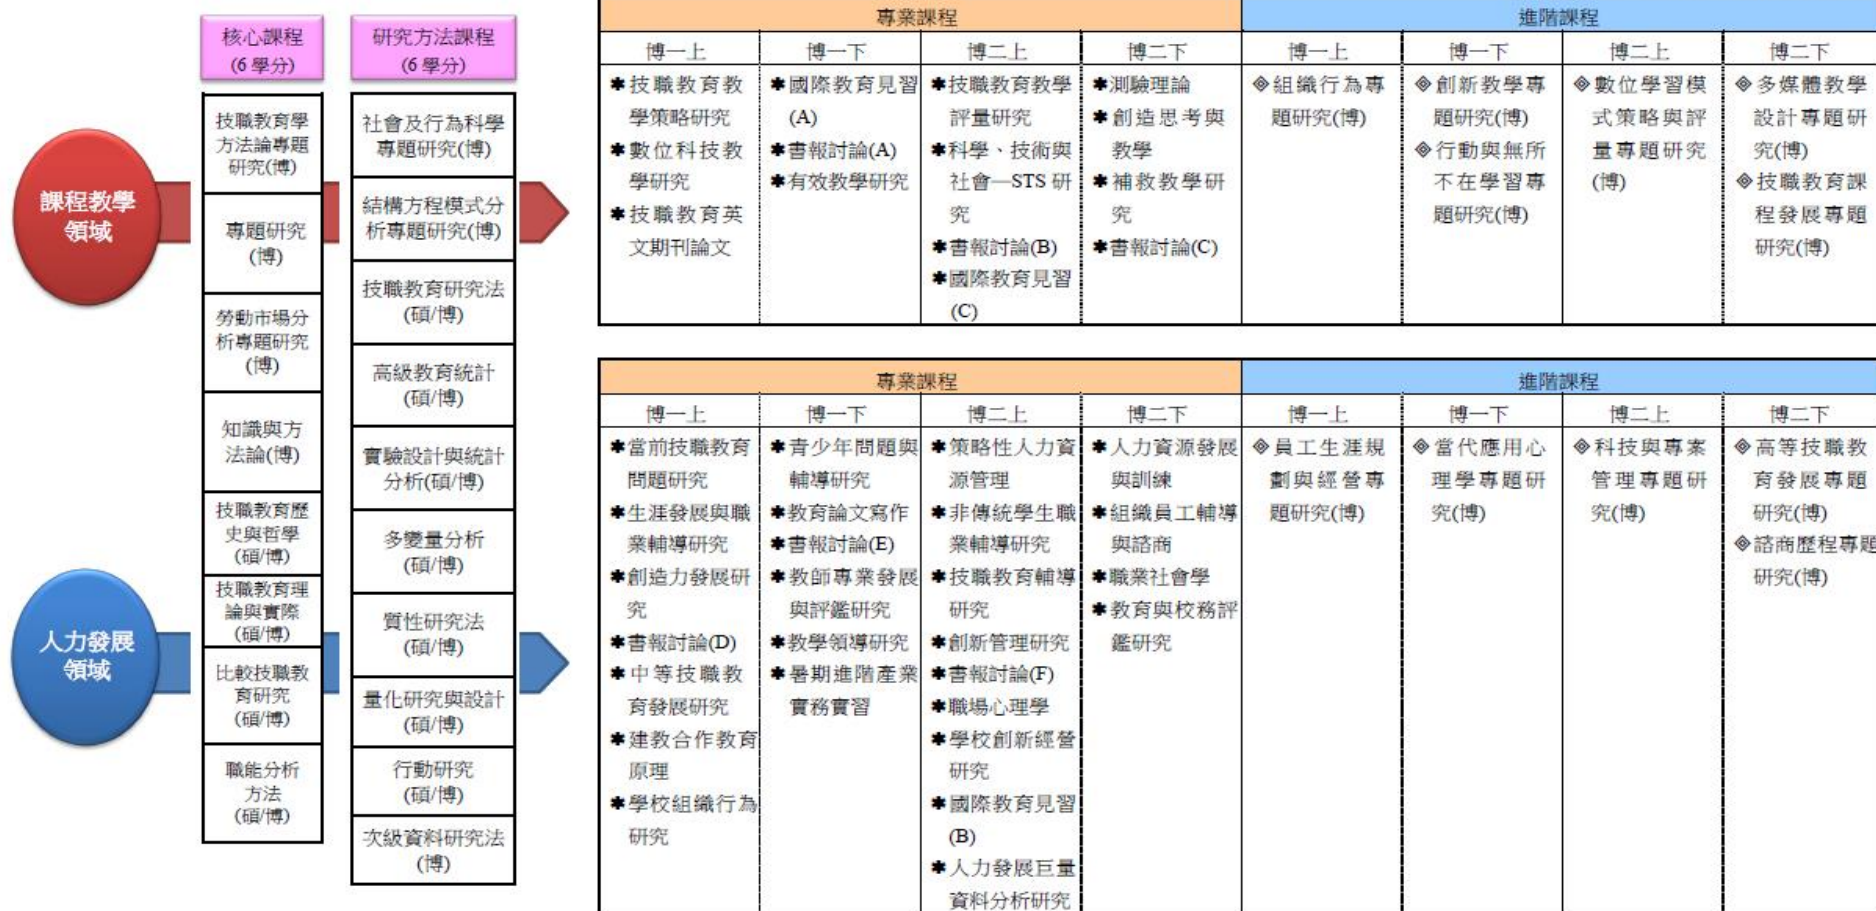 核心課程
(6 學分)
研究方法課程
(6 學分)
課程教學
領域
人力發展
領域
技職教育學
方法論專題
研究(博)
專題研究
(博)
勞動市場分
析專題研究
(博)
知識與方
法論(博)
技職教育歷
史與哲學
(碩/博)
技職教育理
論與實際
(碩/博)
比較技職教
育研究
(碩/博)
職能分析
方法
(碩/博)
社會及行為科學
專題研究(博)
結構方程模式分
析專題研究(博)
技職教育研究法
(碩/博)
高級教育統計
(碩/博)
實驗設計與統計
分析(碩/博)
多變量分析
(碩/博)
質性研究法
(碩/博)
量化研究與設計
(碩/博)
行動研究
(碩/博)
次級資料研究法
(博)
專業課程
進階課程
博一上
博一下
博二上
博二下
博一上
博一下
博二上
博二下
✱技職教育教
學策略研究
✱數位科技教
學研究
✱技職教育英
文期刊論文
✱國際教育見習
(A)
✱書報討論(A)
✱有效教學研究
✱技職教育教學
評量研究
✱科學、技術與
社會—STS 研
究
✱書報討論(B)
✱國際教育見習
(C)
✱測驗理論
✱創造思考與
教學
✱補救教學研
究
✱書報討論(C)
◈組織行為專
題研究(博)
◈創新教學專
題研究(博)
◈行動與無所
不在學習專
題研究(博)
◈數位學習模
式策略與評
量專題研究
(博)
◈多媒體教學
設計專題研
究(博)
◈技職教育課
程發展專題
研究(博)
專業課程
進階課程
博一上
博一下
博二上
博二下
博一上
博一下
博二上
博二下
✱當前技職教育
問題研究
✱生涯發展與職
業輔導研究
✱創造力發展研
究
✱書報討論(D)
✱中等技職教
育發展研究
✱建教合作教育
原理
✱學校組織行為
研究
✱青少年問題與
輔導研究
✱教育論文寫作
✱書報討論(E)
✱教師專業發展
與評鑑研究
✱教學領導研究
✱暑期進階產業
實務實習
✱策略性人力資
源管理
✱非傳統學生職
業輔導研究
✱技職教育輔導
研究
✱創新管理研究
✱書報討論(F)
✱職場心理學
✱學校創新經營
研究
✱國際教育見習
(B)
✱人力發展巨量
資料分析研究
✱人力資源發展
與訓練
✱組織員工輔導
與諮商
✱職業社會學
✱教育與校務評
鑑研究
◈員工生涯規
劃與經營專
題研究(博)
◈當代應用心
理學專題研
究(博)
◈科技與專案
管理專題研
究(博)
◈高等技職教
育發展專題
研究(博)
◈諮商歷程專題
研究(博)